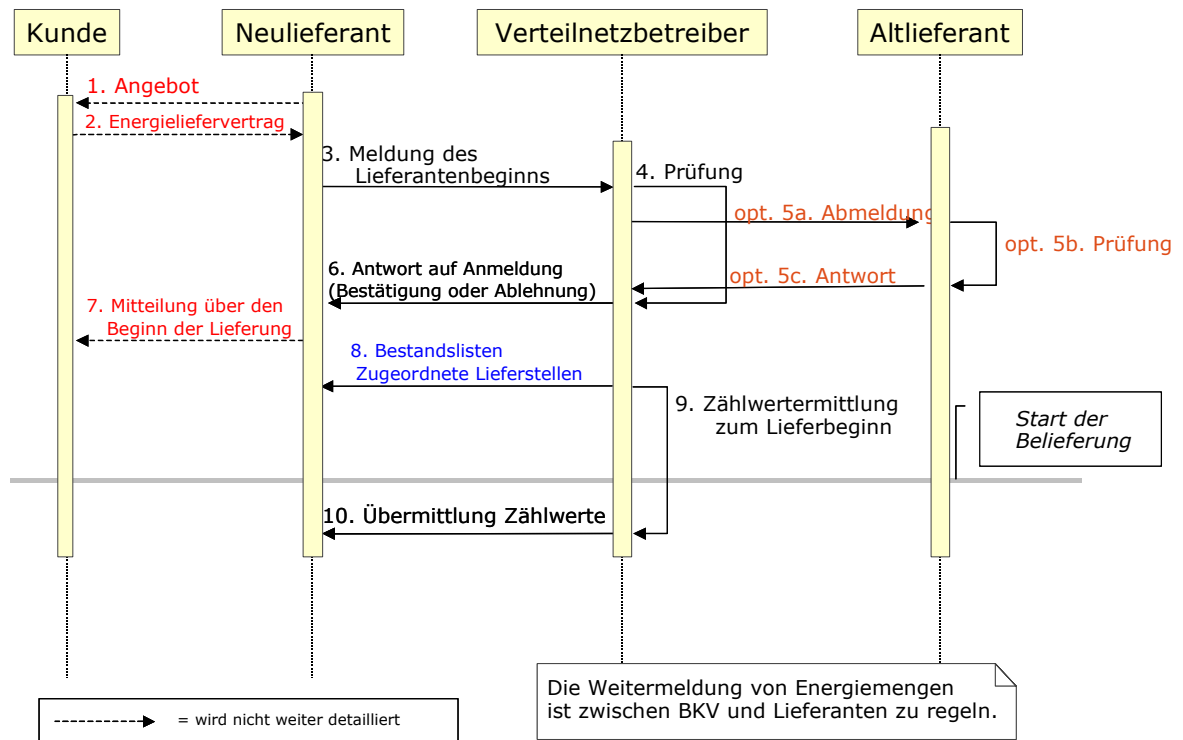 Kunde
Neulieferant
Verteilnetzbetreiber
Altlieferant
1. Angebot
2. Energieliefervertrag
3. Meldung des
Lieferantenbeginns
4. Prüfung
opt. 5a. Abmeldung
opt. 5b. Prüfung
opt. 5c. Antwort
6. Antwort auf Anmeldung
(Bestätigung oder Ablehnung)
7. Mitteilung über den
Beginn der Lieferung
8. Bestandslisten
Zugeordnete Lieferstellen
9. Zählwertermittlung
zum Lieferbeginn
Start der
Belieferung
10. Übermittlung Zählwerte
Die Weitermeldung von Energiemengen
ist zwischen BKV und Lieferanten zu regeln.
= wird nicht weiter detailliert